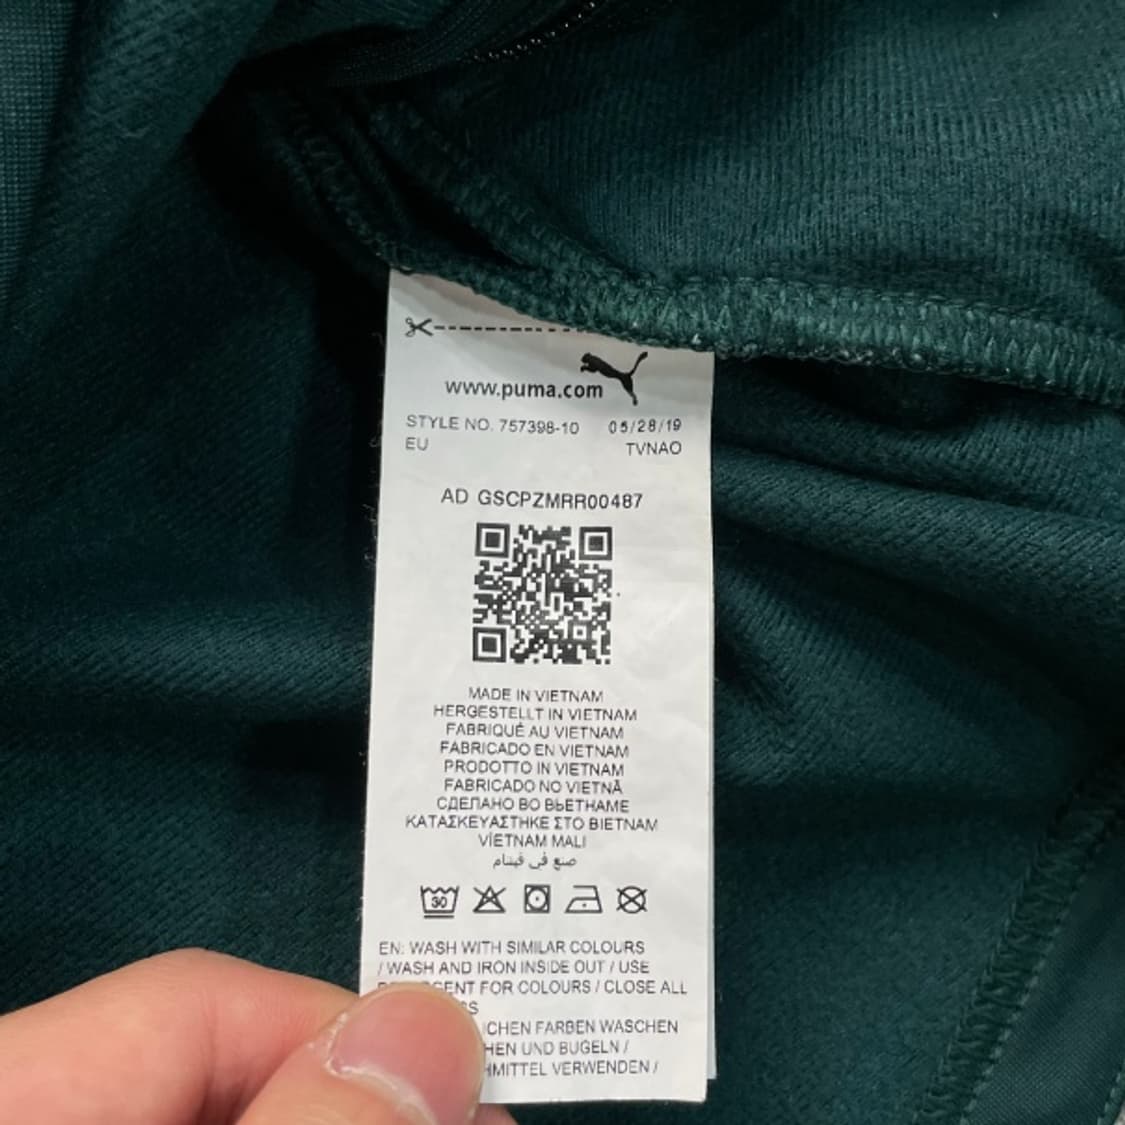 www.puma.com
STYLE NO. 757398-10 05/28/19
EU TVNAO
AD GSCPZMRR00487
MADE IN VIETNAM
HERGESTELLT IN VIETNAM
FABRIQUÉ AU VIETNAM
FABRICADO EN VIETNAM
PRODOTTO IN VIETNAM
FABRICADO NO VIETNÃ
СДЕЛАНО ВО ВЬЕТНАМЕ
ΚΑΤΑΣΚΕΥΑΣΤΗΚΕ ΣΤΟ ΒΙΕΤΝΑΜ
VİETNAM MALI
صنع في فيتنام
30
EN: WASH WITH SIMILAR COLOURS
/ WASH AND IRON INSIDE OUT / USE
FOR COLOURS / CLOSE ALL
FARBEN WASCHEN
UND BUGELN /
VERWENDEN /